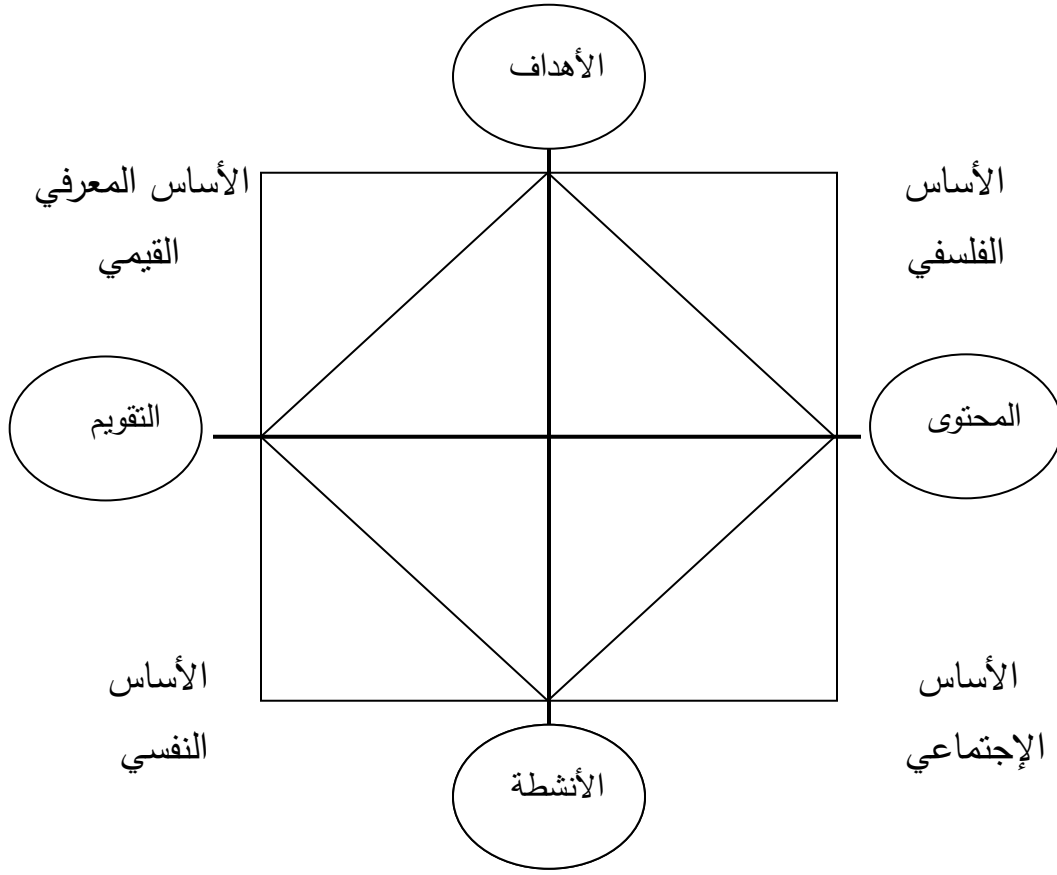 الأهداف
الأساس
الفلسفي
الأساس المعرفي
القيمي
المحتوى
التقويم
الأساس
الإجتماعي
الأساس
النفسي
الأنشطة